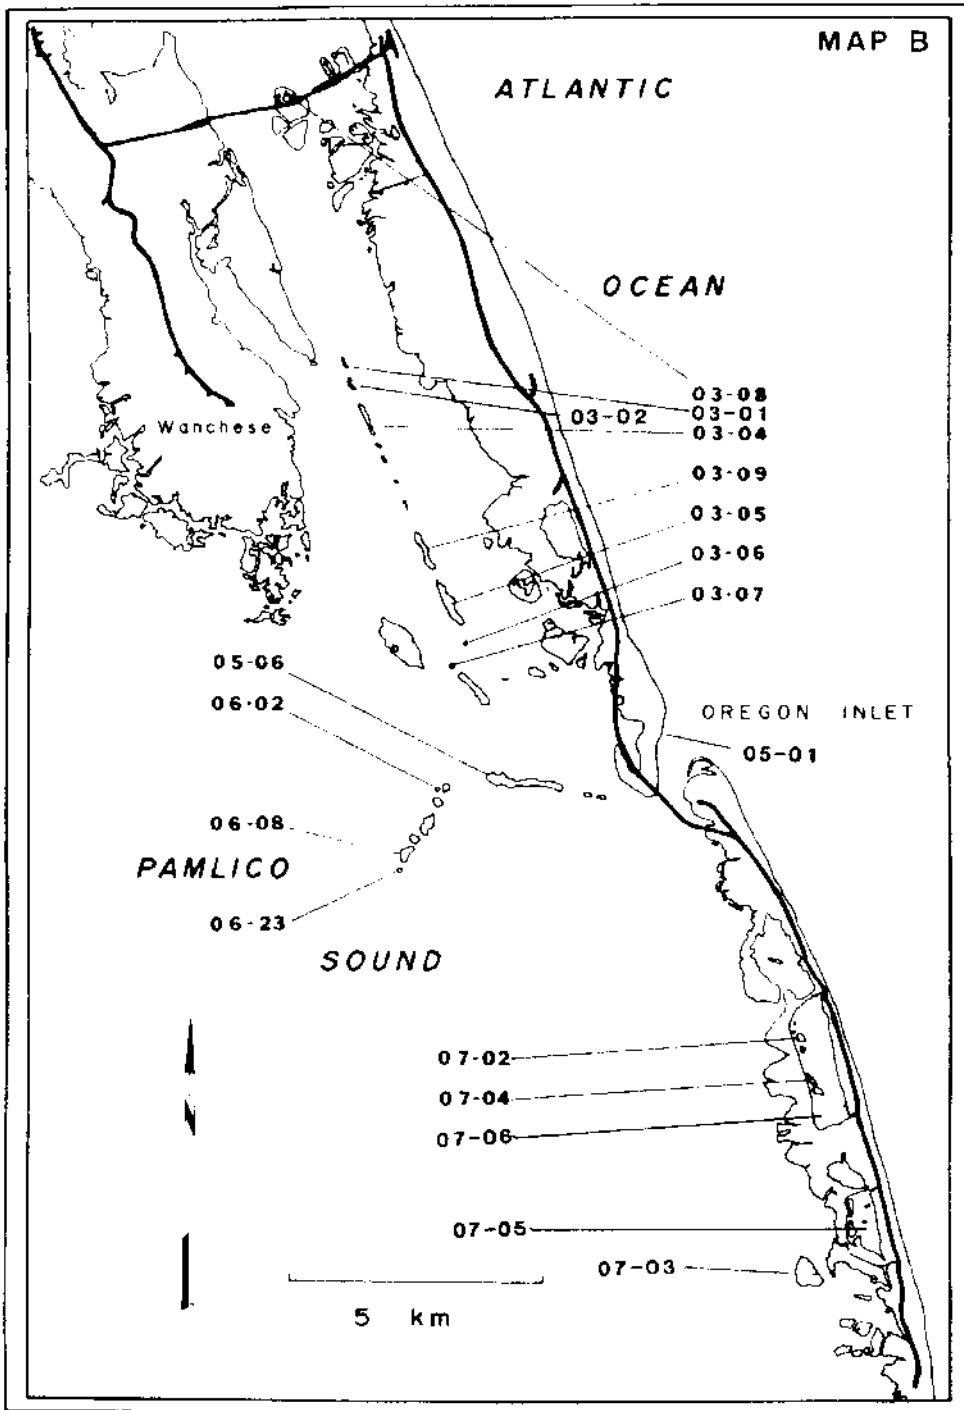 MAP B
ATLANTIC
OCEAN
03-08
03-01
03-02
03-04
Wanchese
03-09
03-05
03-06
03-07
05-06
06-02
OREGON INLET
05-01
06-08
PAMLICO
06-23
SOUND
07-02
07-04
07-06
07-05
07-03
5 km